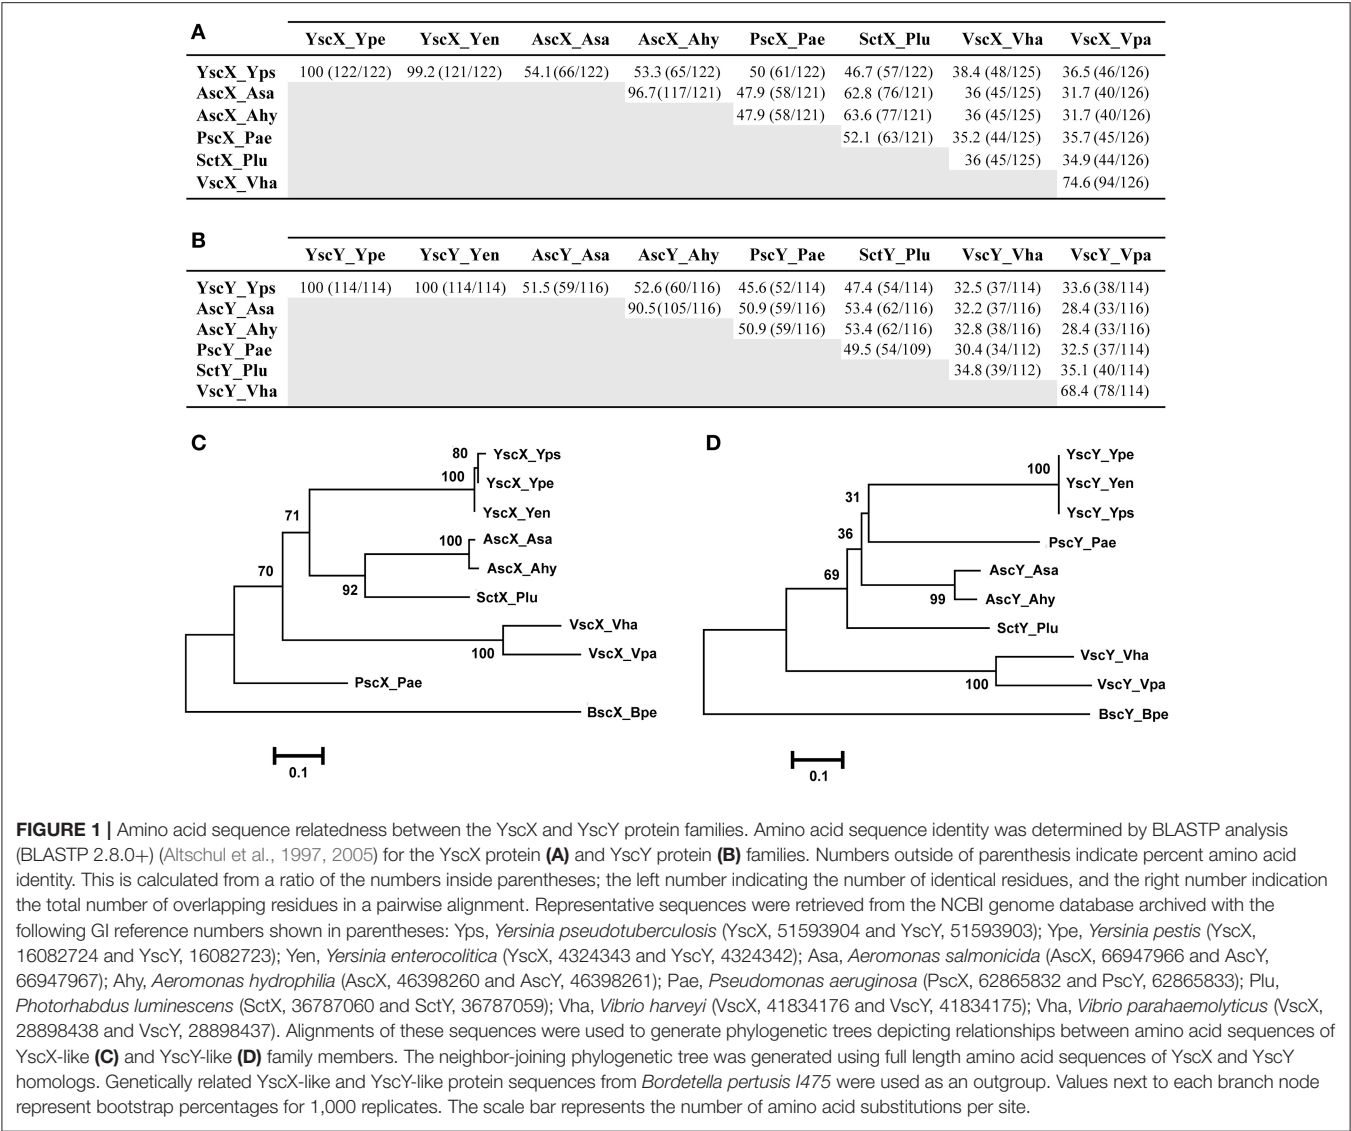 A
YscX_Ype YscX_Yen AscX_Asa AscX_Ahy PscX_Pae SctX_Plu VscX_Vha VscX_Vpa
YscX_Yps 100 (122/122) 99.2 (121/122) 54.1(66/122) 53.3 (65/122) 50 (61/122) 46.7 (57/122) 38.4 (48/125) 36.5 (46/126)
AscX_Asa 96.7(117/121) 47.9 (58/121) 62.8 (76/121) 36 (45/125) 31.7 (40/126)
AscX_Ahy 47.9 (58/121) 63.6 (77/121) 36 (45/125) 31.7 (40/126)
PscX_Pae 52.1 (63/121) 35.2 (44/125) 35.7 (45/126)
SctX_Plu 36 (45/125) 34.9 (44/126)
VscX_Vha 74.6 (94/126)
B
YscY_Ype YscY_Yen AscY_Asa AscY_Ahy PscY_Pae SctY_Plu VscY_Vha VscY_Vpa
YscY_Yps 100 (114/114) 100 (114/114) 51.5 (59/116) 52.6 (60/116) 45.6 (52/114) 47.4 (54/114) 32.5 (37/114) 33.6 (38/114)
AscY_Asa 90.5(105/116) 50.9 (59/116) 53.4 (62/116) 32.2 (37/116) 28.4 (33/116)
AscY_Ahy 50.9 (59/116) 53.4 (62/116) 32.8 (38/116) 28.4 (33/116)
PscY_Pae 49.5 (54/109) 30.4 (34/112) 32.5 (37/114)
SctY_Plu 34.8 (39/112) 35.1 (40/114)
VscY_Vha 68.4 (78/114)
C
80 YscX_Yps
100 YscX_Ype
YscX_Yen
71
100 AscX_Asa
AscX_Ahy
70
92 SctX_Plu
VscX_Vha
100 VscX_Vpa
PscX_Pae
BscX_Bpe
0.1
D
YscY_Ype
100 YscY_Yen
31
YscY_Yps
36
PscY_Pae
69 AscY_Asa
99 AscY_Ahy
SctY_Plu
VscY_Vha
100 VscY_Vpa
BscY_Bpe
0.1
FIGURE 1 | Amino acid sequence relatedness between the YscX and YscY protein families. Amino acid sequence identity was determined by BLASTP analysis
(BLASTP 2.8.0+) (Altschul et al., 1997, 2005) for the YscX protein (A) and YscY protein (B) families. Numbers outside of parenthesis indicate percent amino acid
identity. This is calculated from a ratio of the numbers inside parentheses; the left number indicating the number of identical residues, and the right number indication
the total number of overlapping residues in a pairwise alignment. Representative sequences were retrieved from the NCBI genome database archived with the
following GI reference numbers shown in parentheses: Yps, Yersinia pseudotuberculosis (YscX, 51593904 and YscY, 51593903); Ype, Yersinia pestis (YscX,
16082724 and YscY, 16082723); Yen, Yersinia enterocolitica (YscX, 4324343 and YscY, 4324342); Asa, Aeromonas salmonicida (AscX, 66947966 and AscY,
66947967); Ahy, Aeromonas hydrophilia (AscX, 46398260 and AscY, 46398261); Pae, Pseudomonas aeruginosa (PscX, 62865832 and PscY, 62865833); Plu,
Photorhabdus luminescens (SctX, 36787060 and SctY, 36787059); Vha, Vibrio harveyi (VscX, 41834176 and VscY, 41834175); Vha, Vibrio parahaemolyticus (VscX,
28898438 and VscY, 28898437). Alignments of these sequences were used to generate phylogenetic trees depicting relationships between amino acid sequences of
YscX-like (C) and YscY-like (D) family members. The neighbor-joining phylogenetic tree was generated using full length amino acid sequences of YscX and YscY
homologs. Genetically related YscX-like and YscY-like protein sequences from Bordetella pertusis I475 were used as an outgroup. Values next to each branch node
represent bootstrap percentages for 1,000 replicates. The scale bar represents the number of amino acid substitutions per site.